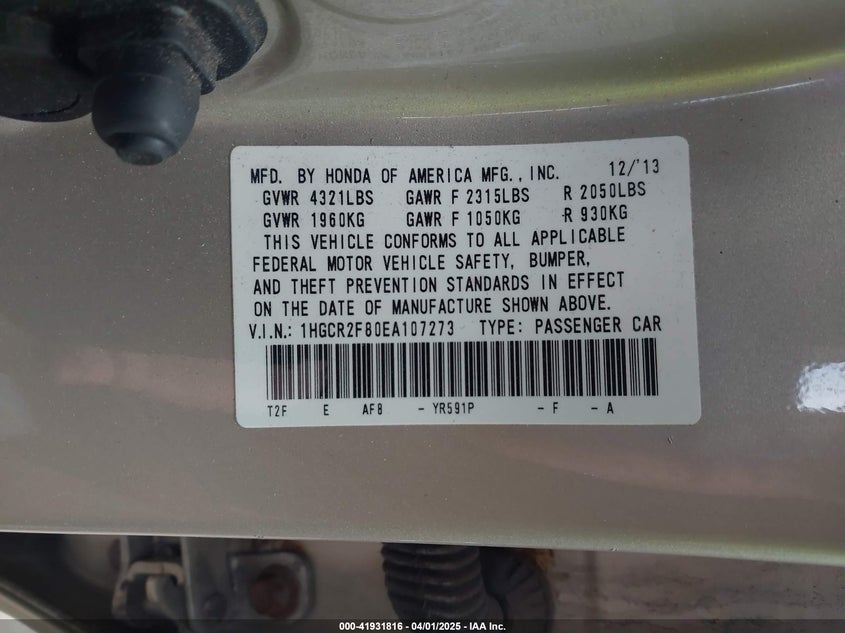 MFD. BY HONDA OF AMERICA MFG., INC. 12/'13
GVWR 4321LBS GAWR F 2315LBS R 2050LBS
GVWR 1960KG GAWR F 1050KG R 930KG
THIS VEHICLE CONFORMS TO ALL APPLICABLE
FEDERAL MOTOR VEHICLE SAFETY, BUMPER,
AND THEFT PREVENTION STANDARDS IN EFFECT
ON THE DATE OF MANUFACTURE SHOWN ABOVE.
V.I.N.: 1HGCR2F80EA107273 TYPE: PASSENGER CAR
T2F E AF8 - YR591P - F - A
000-41931816 - 04/01/2025 - IAA Inc.